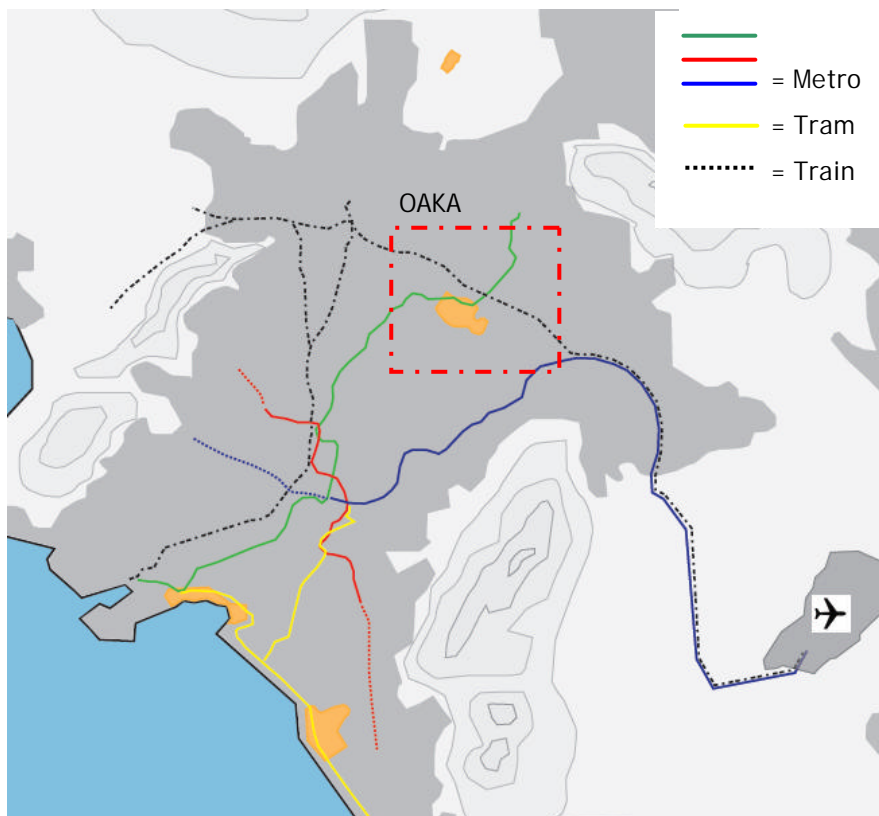 = Metro
= Tram
= Train
OAKA